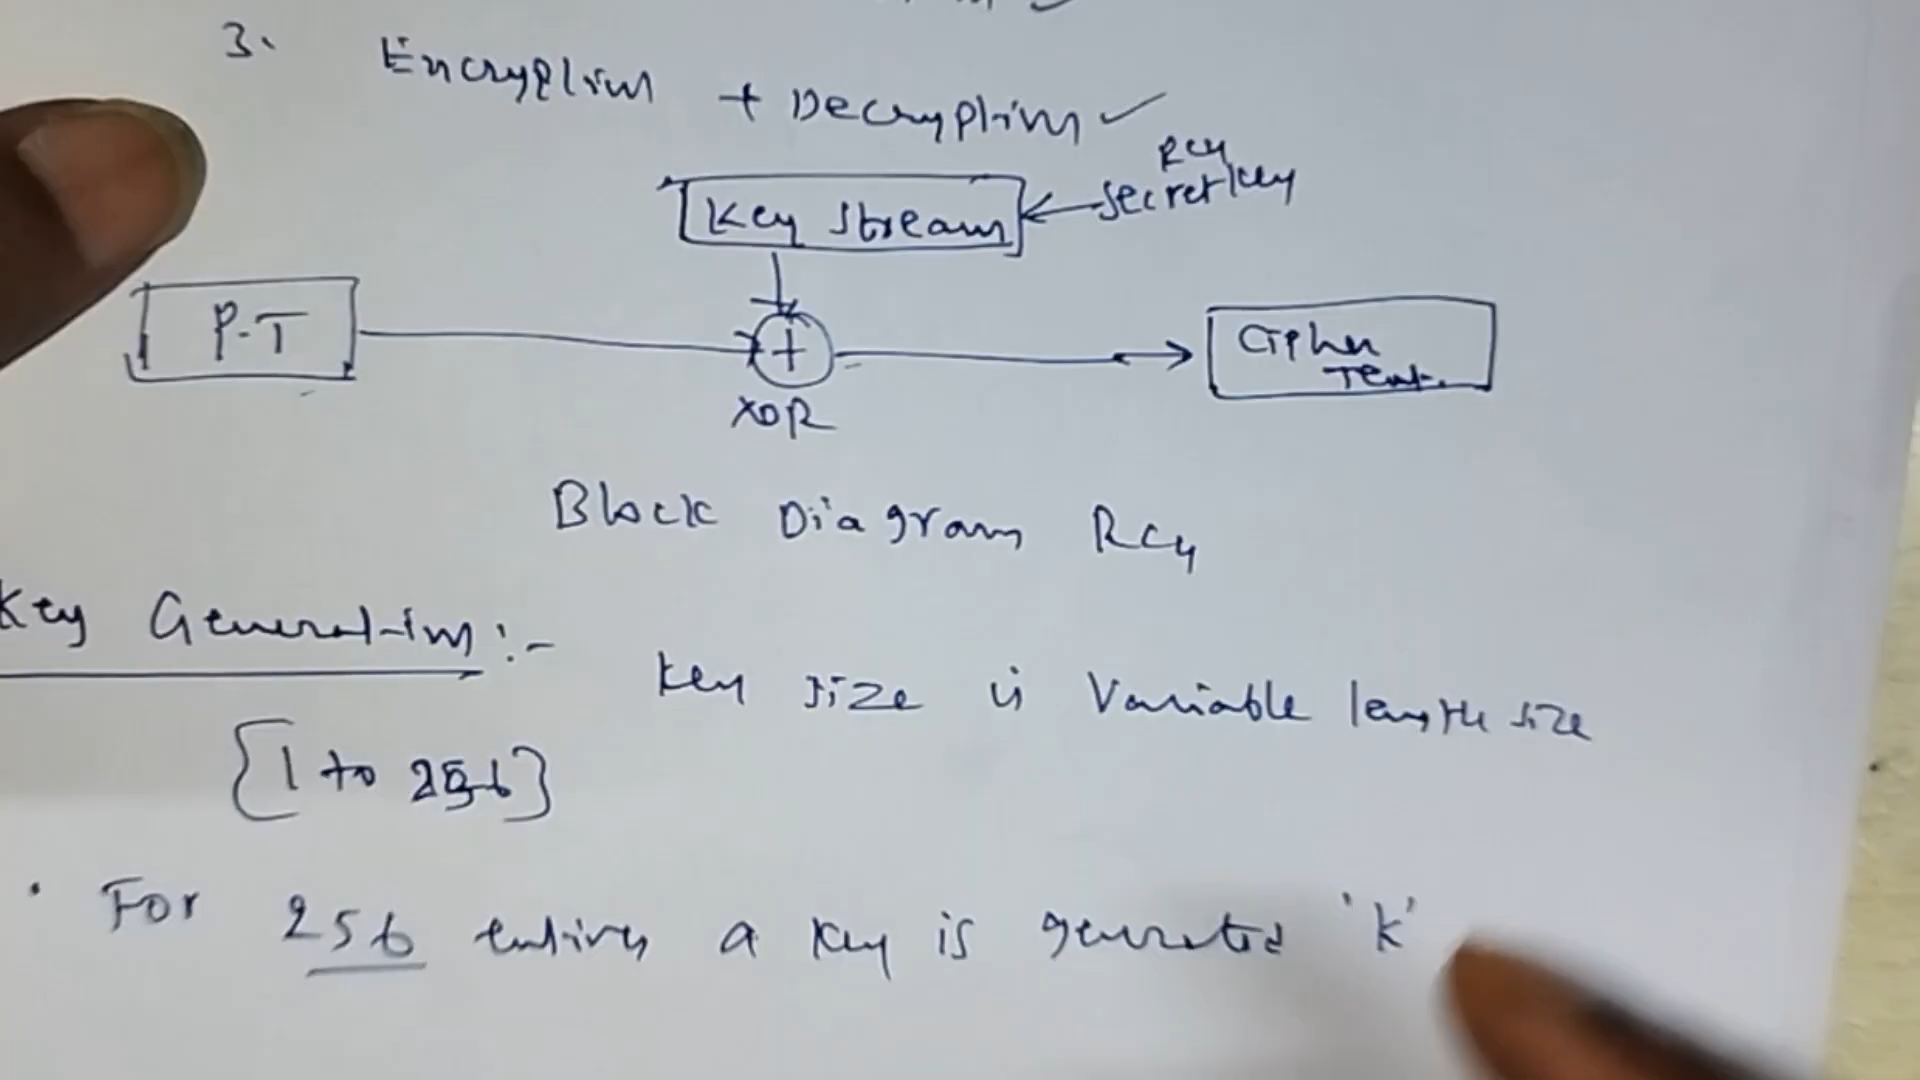 3. Encryption + Decryption ✓
RC4
Key Stream ← secret key
P.T
+
Cipher
Text.
XOR
Block Diagram RC4
Key Generation :-
key size is Variable length size
[1 to 256]
. For 256 entires a key is generated 'k'